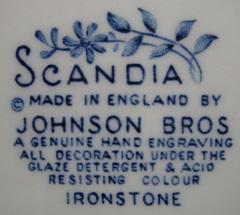 SCANDIA
© MADE IN ENGLAND BY
JOHNSON BROS
A GENUINE HAND ENGRAVING
ALL DECORATION UNDER THE
GLAZE DETERGENT & ACID
RESISTING COLOUR
IRONSTONE